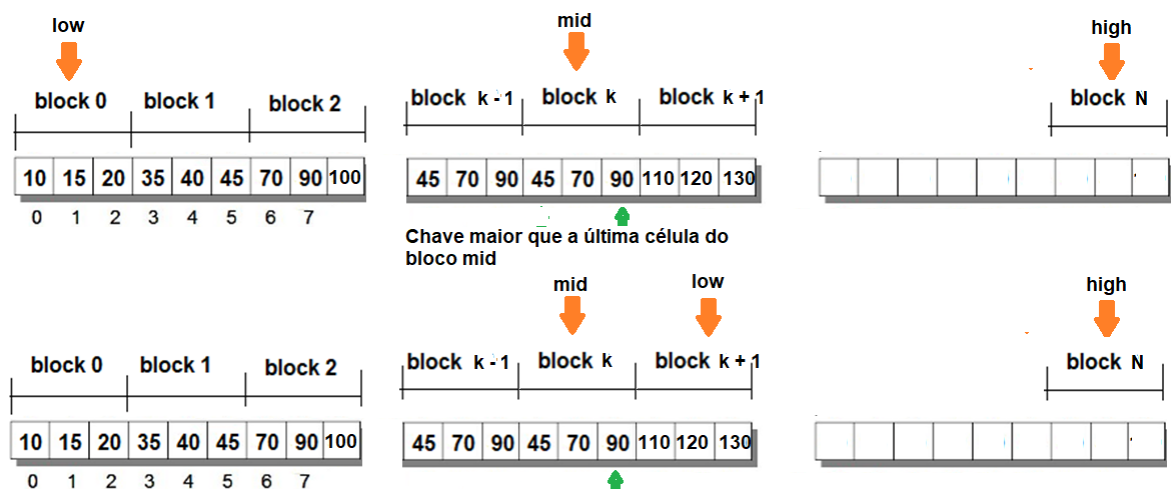 low
mid
high
block 0 block 1 block 2
block k - 1 block k block k + 1
block N
10 15 20 35 40 45 70 90 100
45 70 90 45 70 90 110 120 130
0 1 2 3 4 5 6 7
Chave maior que a última célula do
bloco mid
mid low
high
block 0 block 1 block 2
block k - 1 block k block k + 1
block N
10 15 20 35 40 45 70 90 100
45 70 90 45 70 90 110 120 130
0 1 2 3 4 5 6 7